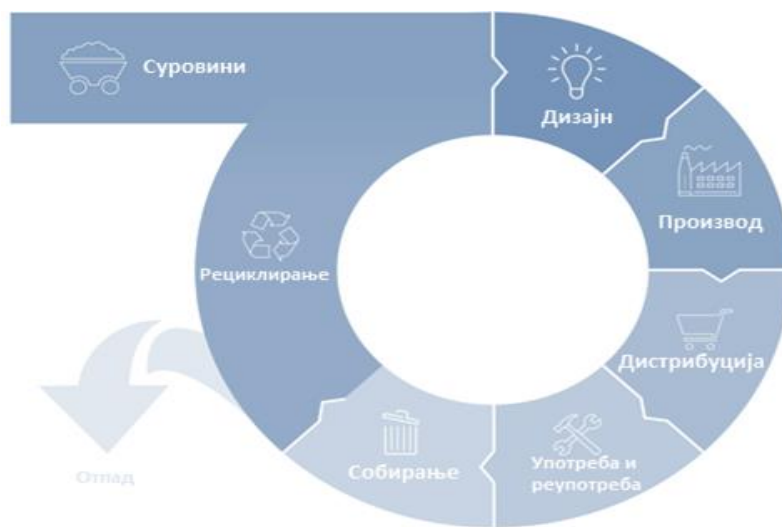 Суровини
Дизајн
Производ
Дистрибуција
Употреба и
реупотреба
Собирање
Рециклирање
Отпад